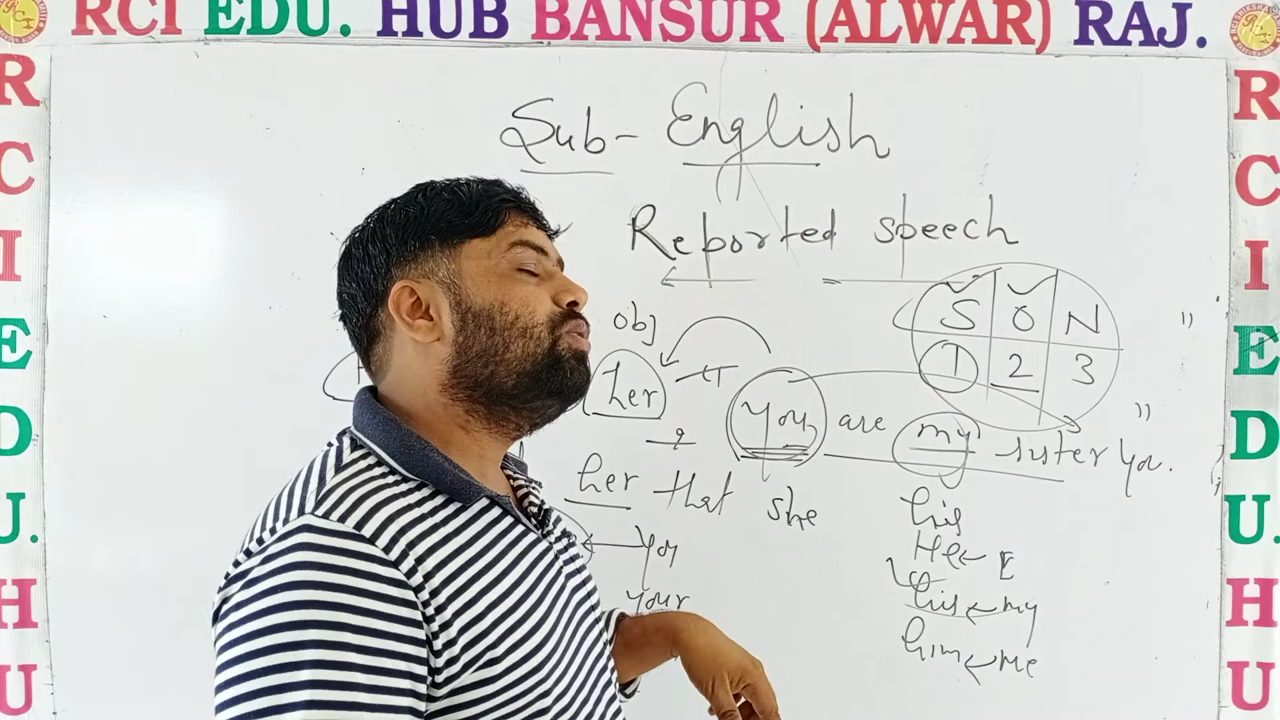 RCI EDU. HUB BANSUR (ALWAR) RAJ.
R
C
I
E
D
U.
H
U
R
C
I
E
D
U.
H
U
Sub- English
Reported speech
S O N
1 2 3
obj
her " You are my sister
her that she his
You He ← I
Your his ← my
him ← me